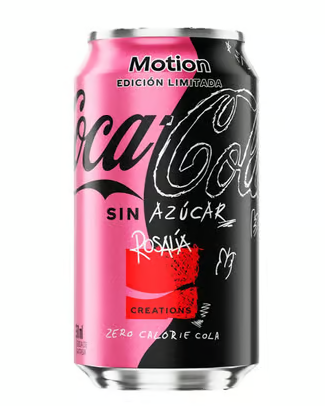 Motion
EDICIÓN LIMITADA
Coca-Cola
SIN AZÚCAR
ROSALÍA
CREATIONS
ZERO CALORIE COLA